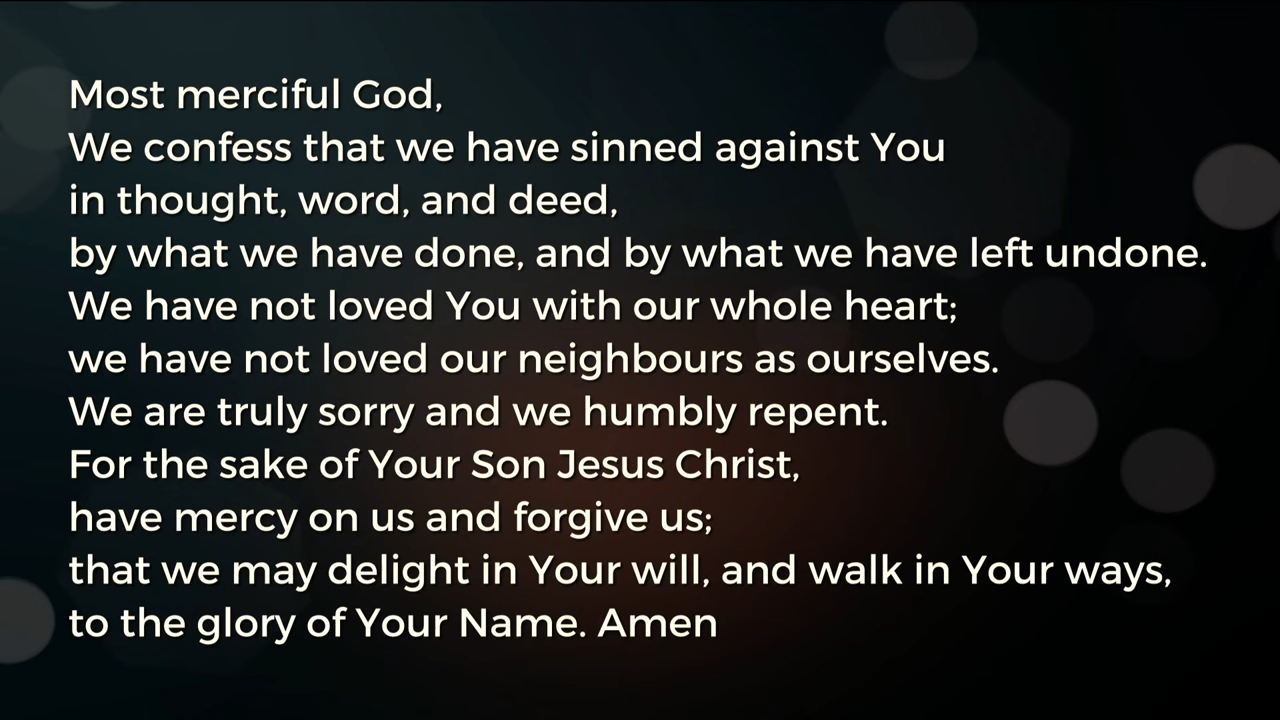 Most merciful God,
We confess that we have sinned against You
in thought, word, and deed,
by what we have done, and by what we have left undone.
We have not loved You with our whole heart;
we have not loved our neighbours as ourselves.
We are truly sorry and we humbly repent.
For the sake of Your Son Jesus Christ,
have mercy on us and forgive us;
that we may delight in Your will, and walk in Your ways,
to the glory of Your Name. Amen